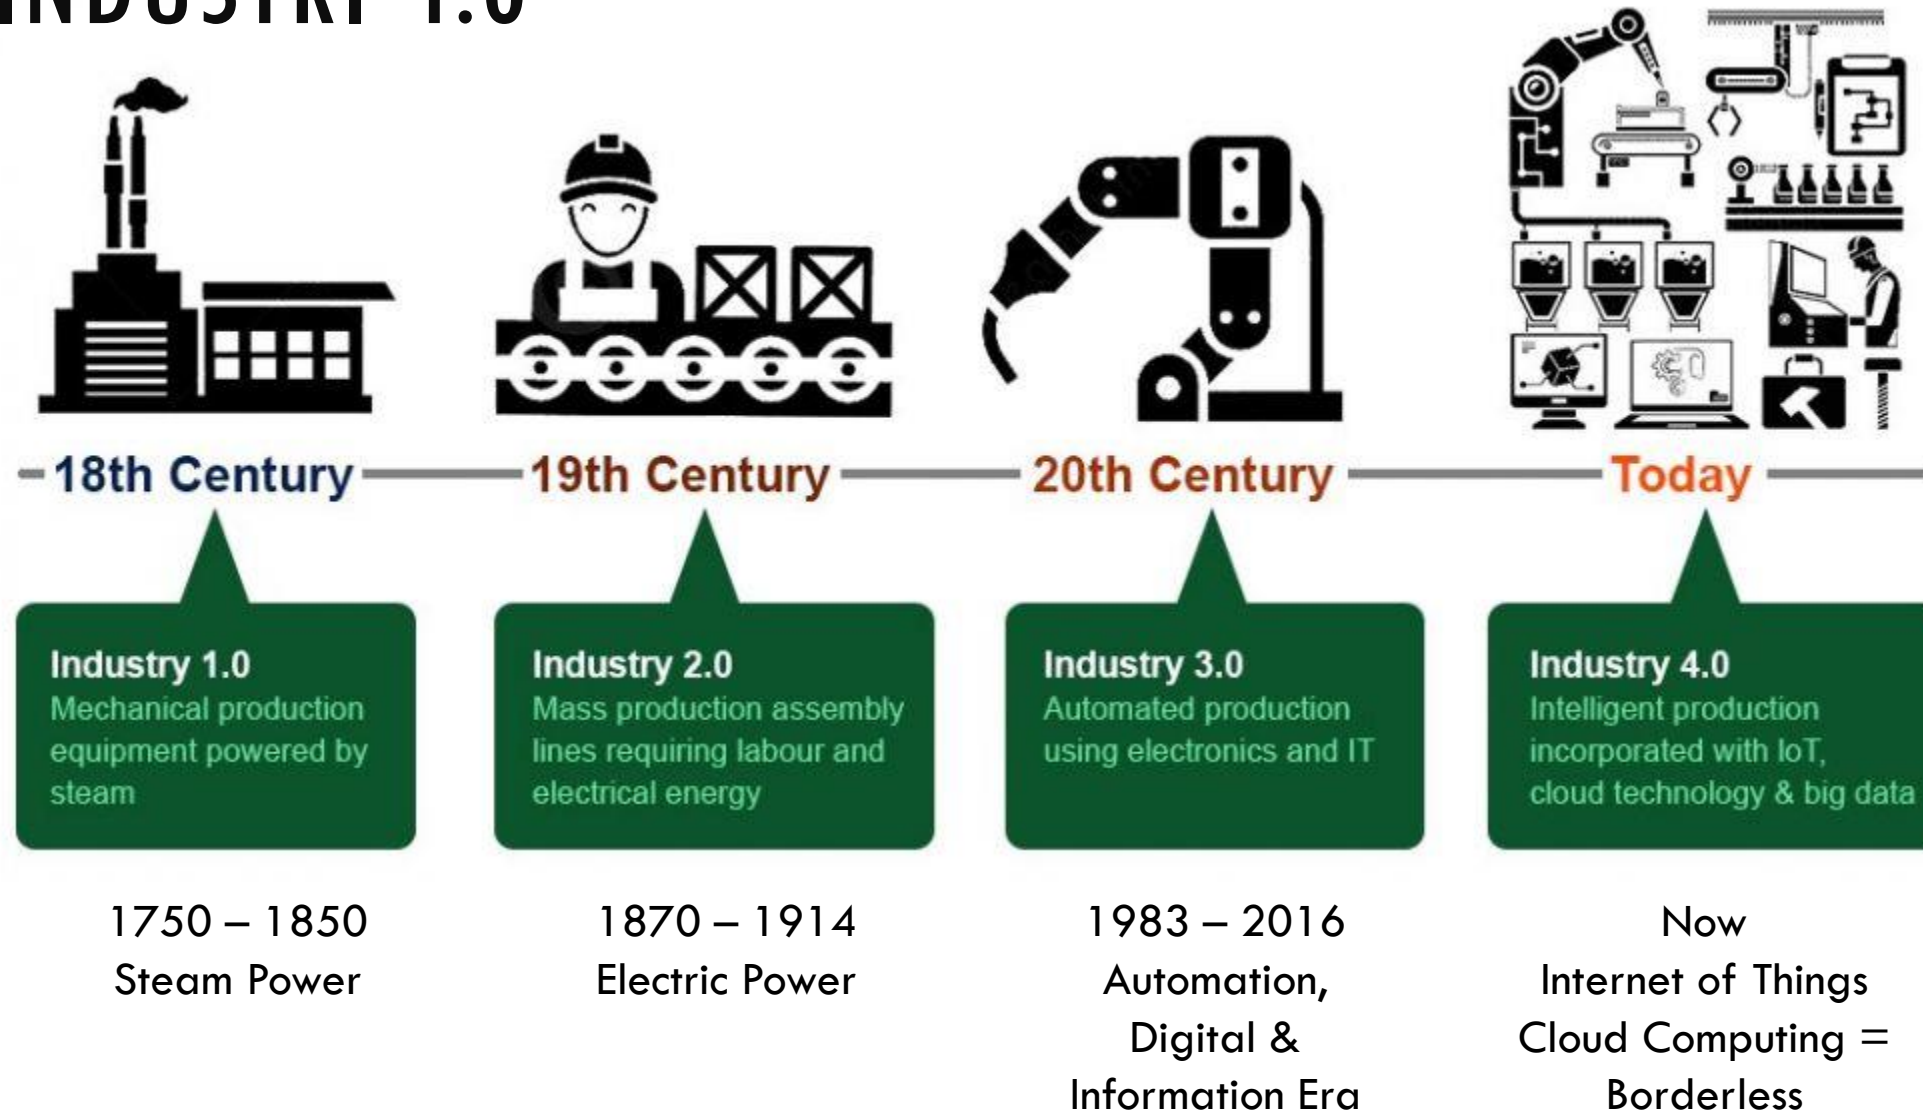 INDUSTRY
18th Century
19th Century
20th Century
Today
Industry 1.0
Mechanical production
equipment powered by
steam
Industry 2.0
Mass production assembly
lines requiring labour and
electrical energy
Industry 3.0
Automated production
using electronics and IT
Industry 4.0
Intelligent production
incorporated with IoT,
cloud technology & big data
1750 – 1850
Steam Power
1870 – 1914
Electric Power
1983 – 2016
Automation,
Digital &
Information Era
Now
Internet of Things
Cloud Computing =
Borderless